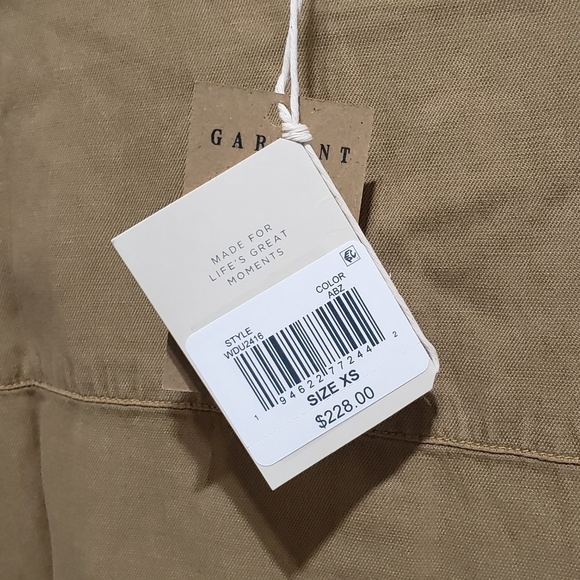 GAR NT
MADE FOR
LIFE'S GREAT
MOMENTS
STYLE
WDU2416
COLOR
ABZ
1 94622 77244 2
SIZE XS
$228.00